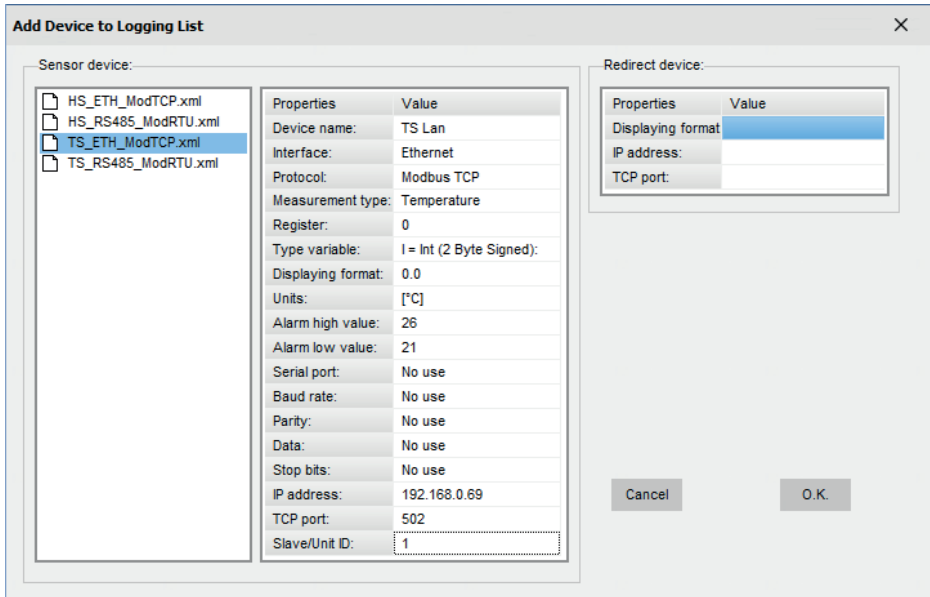 Add Device to Logging List
Sensor device:
HS_ETH_ModTCP.xml
HS_RS485_ModRTU.xml
TS_ETH_ModTCP.xml
TS_RS485_ModRTU.xml
Properties Value
Device name: TS Lan
Interface: Ethernet
Protocol: Modbus TCP
Measurement type: Temperature
Register: 0
Type variable: I = Int (2 Byte Signed):
Displaying format: 0.0
Units: [°C]
Alarm high value: 26
Alarm low value: 21
Serial port: No use
Baud rate: No use
Parity: No use
Data: No use
Stop bits: No use
IP address: 192.168.0.69
TCP port: 502
Slave/Unit ID: 1
Redirect device:
Properties Value
Displaying format
IP address:
TCP port:
Cancel O.K.